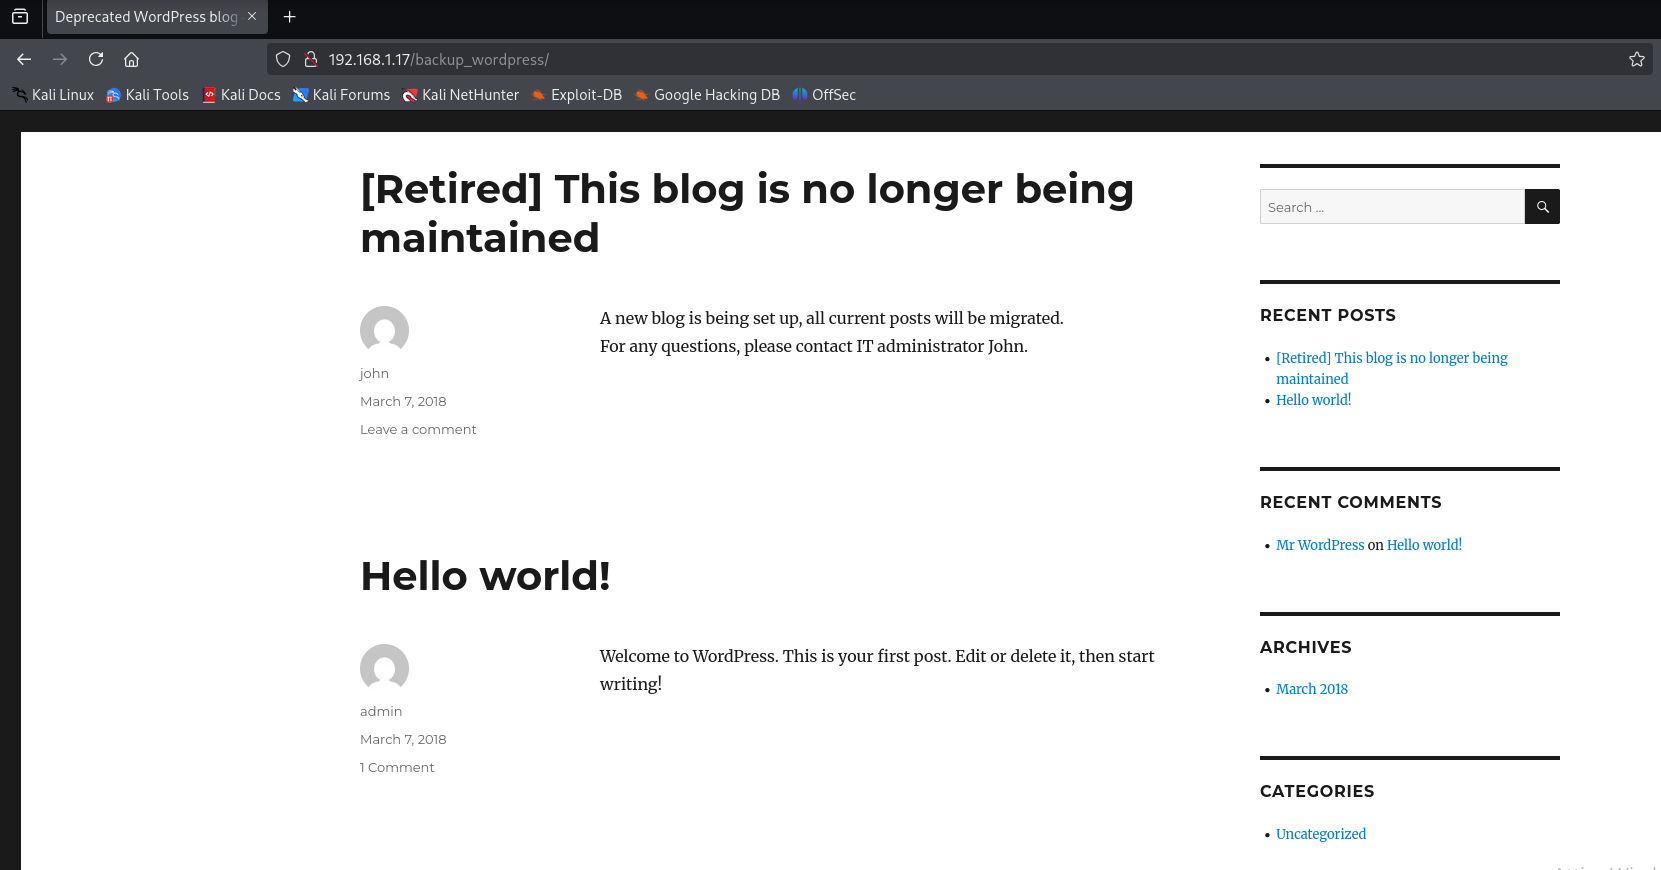 Deprecated WordPress blog
192.168.1.17/backup_wordpress/
Kali Linux Kali Tools Kali Docs Kali Forums Kali NetHunter Exploit-DB Google Hacking DB OffSec
[Retired] This blog is no longer being
maintained
john
March 7, 2018
Leave a comment
A new blog is being set up, all current posts will be migrated.
For any questions, please contact IT administrator John.
Hello world!
admin
March 7, 2018
1 Comment
Welcome to WordPress. This is your first post. Edit or delete it, then start
writing!
Search ...
RECENT POSTS
[Retired] This blog is no longer being
maintained
Hello world!
RECENT COMMENTS
Mr WordPress on Hello world!
ARCHIVES
March 2018
CATEGORIES
Uncategorized